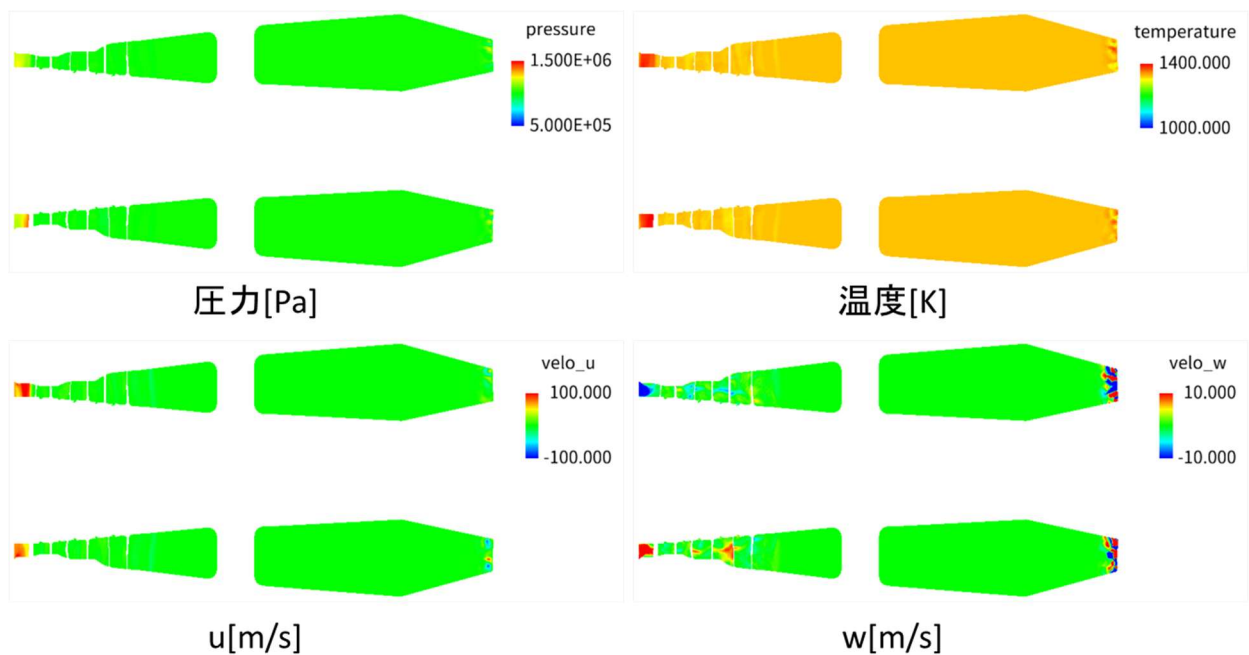 pressure
1.500E+06
5.000E+05
圧力[Pa]
temperature
1400.000
1000.000
温度[K]
velo_u
100.000
-100.000
u[m/s]
velo_w
10.000
-10.000
w[m/s]